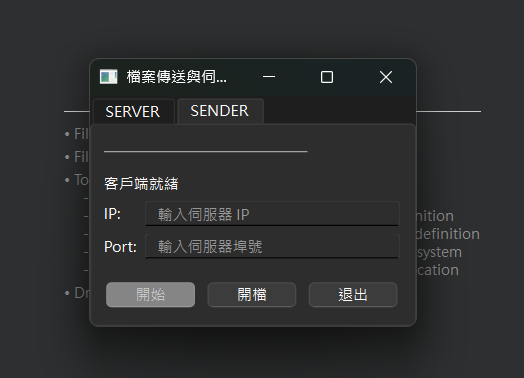 檔案傳送與伺...
SERVER
SENDER
客戶端就緒
IP: 輸入伺服器 IP
Port: 輸入伺服器埠號
開始 開檔 退出
• Fil
• Fil
• To
nition
definition
system
cation
• Dr